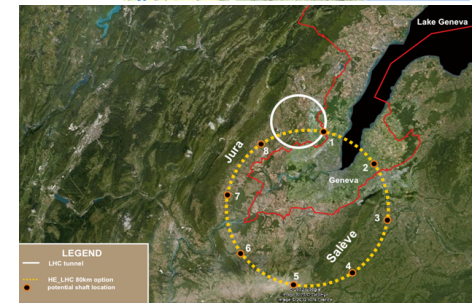 Lake Geneva
Jura
8
1
2
Geneva
7
3
Salève
6
4
5
LEGEND
LHC tunnel
HE_LHC 80km option
potential shaft location